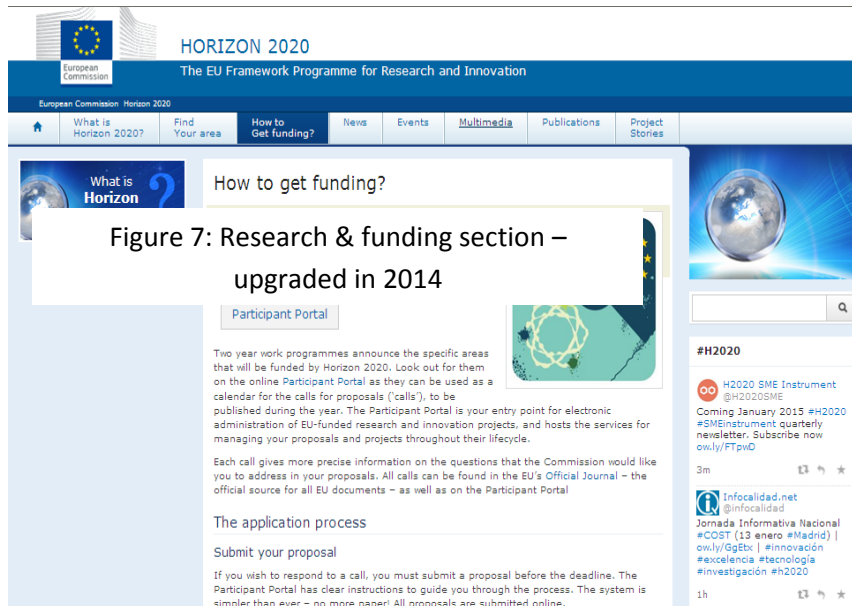 European
Commission
HORIZON 2020
The EU Framework Programme for Research and Innovation
European Commission Horizon 2020
What is
Horizon 2020?
Find
Your area
How to
Get funding?
News
Events
Multimedia
Publications
Project
Stories
What is
Horizon
?
How to get funding?
Figure 7: Research & funding section –
upgraded in 2014
Participant Portal
Two year work programmes announce the specific areas
that will be funded by Horizon 2020. Look out for them
on the online Participant Portal as they can be used as a
calendar for the calls for proposals ('calls'), to be
published during the year. The Participant Portal is your entry point for electronic
administration of EU-funded research and innovation projects, and hosts the services for
managing your proposals and projects throughout their lifecycle.
Each call gives more precise information on the questions that the Commission would like
you to address in your proposals. All calls can be found in the EU's Official Journal – the
official source for all EU documents – as well as on the Participant Portal
The application process
Submit your proposal
If you wish to respond to a call, you must submit a proposal before the deadline. The
Participant Portal has clear instructions to guide you through the process. The system is
simpler than ever – no more paper! All proposals are submitted online.
#H2020
H2020 SME Instrument
@H2020SME
Coming January 2015 #H2020
#SMEinstrument quarterly
newsletter. Subscribe now
ow.ly/FTpwD
3m
Infocalidad.net
@infocalidad
Jornada Informativa Nacional
#COST (13 enero #Madrid) |
ow.ly/GgEtx | #innovación
#excelencia #tecnología
#investigación #h2020
1h